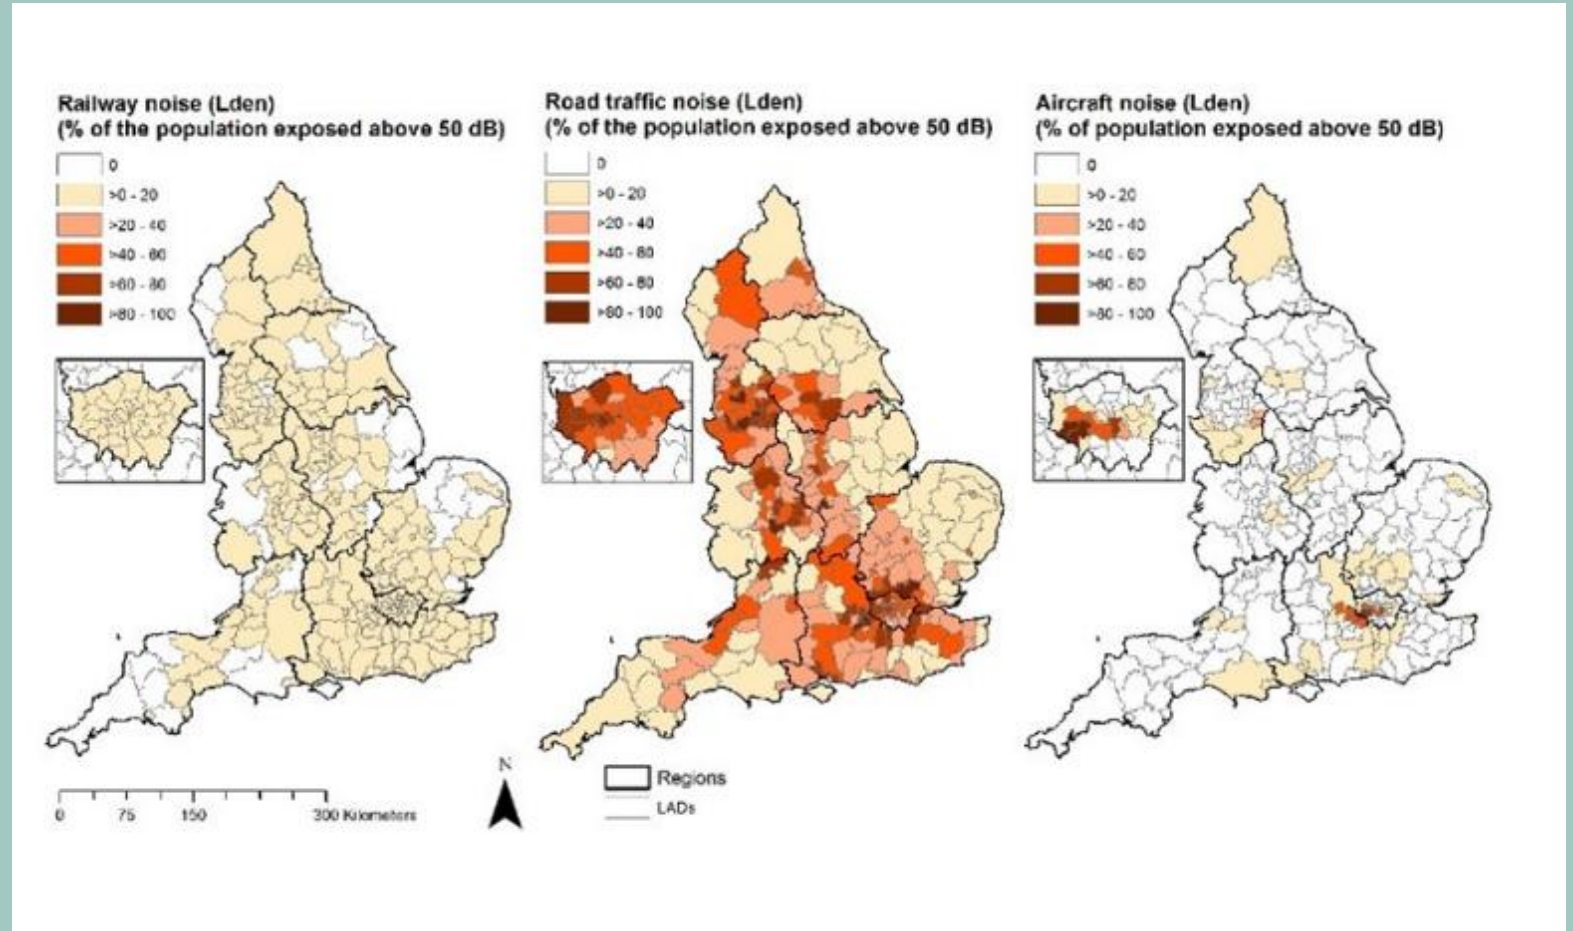 Railway noise (Lden)
(% of the population exposed above 50 dB)
0
>0 - 20
>20 - 40
>40 - 60
>60 - 80
>80 - 100
Road traffic noise (Lden)
(% of the population exposed above 50 dB)
0
>0 - 20
>20 - 40
>40 - 60
>60 - 80
>80 - 100
Aircraft noise (Lden)
(% of population exposed above 50 dB)
0
>0 - 20
>20 - 40
>40 - 60
>60 - 80
>80 - 100
0 75 150 300 Kilometers
N
Regions
LADs